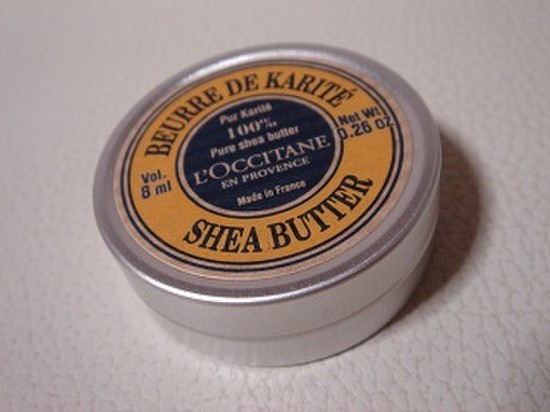 BEURRE DE KARITÉ
Pur Karité
100%
Pure shea butter
L'OCCITANE
EN PROVENCE
Made in France
Vol.
8 ml
Net Wt.
0.26 oz
SHEA BUTTER